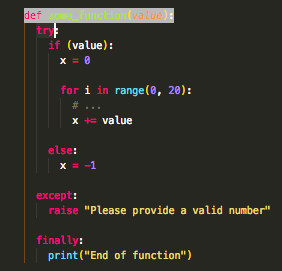 def some_function(value):
try:
if (value):
x = 0
for i in range(0, 20):
# ...
x += value
else:
x = -1
except:
raise "Please provide a valid number"
finally:
print("End of function")